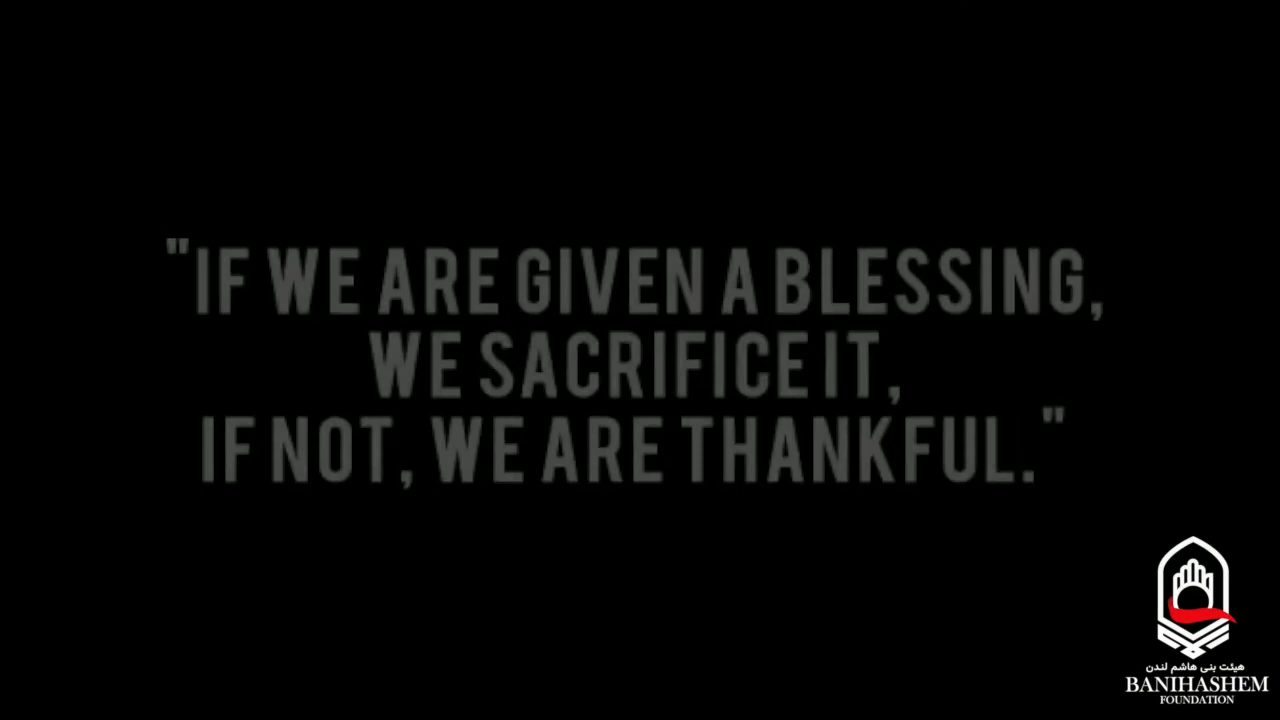 "IF WE ARE GIVEN A BLESSING,
WE SACRIFICE IT,
IF NOT, WE ARE THANKFUL."
هیئت بنی هاشم لندن
BANIHASHEM
FOUNDATION